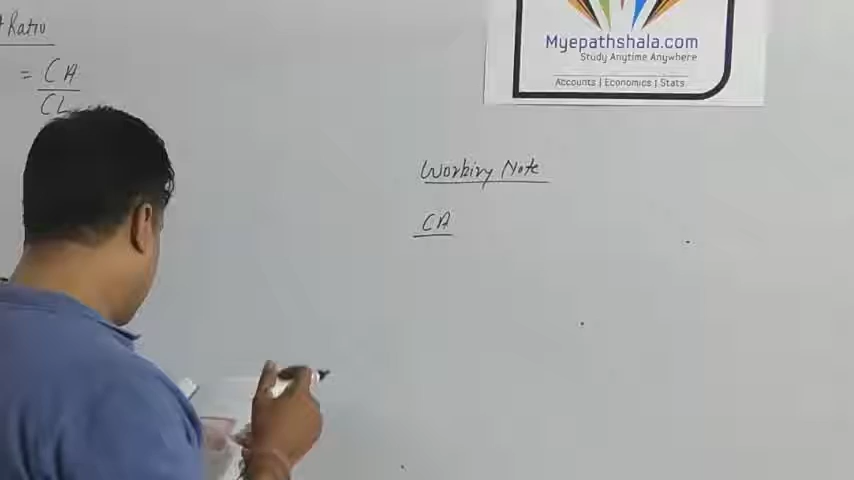 Ratio
= CA
CL
Myepathshala.com
Study Anytime Anywhere
Accounts | Economics | Stats
Working Note
CA